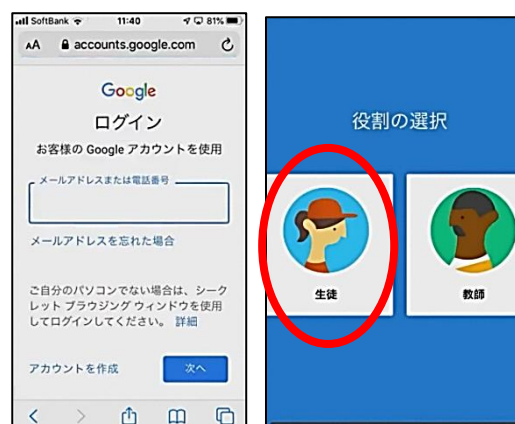 SoftBank 11:40 81%
AA accounts.google.com
Google
ログイン
お客様の Google アカウントを使用
メールアドレスまたは電話番号
メールアドレスを忘れた場合
ご自分のパソコンでない場合は、シーク
レット ブラウジング ウィンドウを使用
してログインしてください。 詳細
アカウントを作成
次へ
役割の選択
生徒
教師